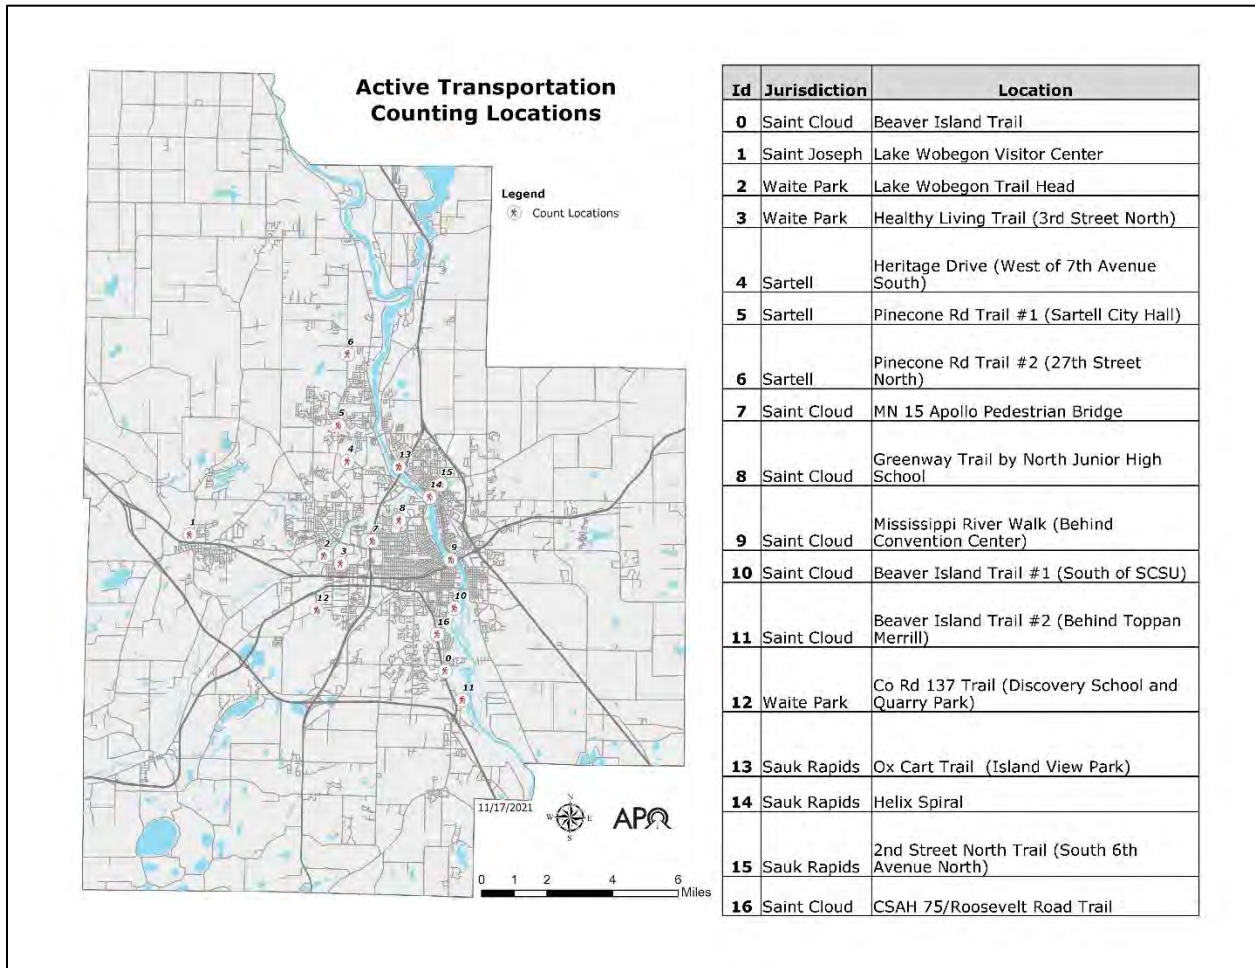 Active Transportation
Counting Locations
Legend
Count Locations
6
5
4
13
15
14
8
1
7
2
3
9
12
10
16
0
11
11/17/2021
N
W
E
S
APO
0 1 2 4 6
Miles
Id Jurisdiction Location
0 Saint Cloud Beaver Island Trail
1 Saint Joseph Lake Wobegon Visitor Center
2 Waite Park Lake Wobegon Trail Head
3 Waite Park Healthy Living Trail (3rd Street North)
Heritage Drive (West of 7th Avenue
4 Sartell South)
5 Sartell Pinecone Rd Trail #1 (Sartell City Hall)
Pinecone Rd Trail #2 (27th Street
6 Sartell North)
7 Saint Cloud MN 15 Apollo Pedestrian Bridge
Greenway Trail by North Junior High
8 Saint Cloud School
Mississippi River Walk (Behind
9 Saint Cloud Convention Center)
10 Saint Cloud Beaver Island Trail #1 (South of SCSU)
Beaver Island Trail #2 (Behind Toppan
11 Saint Cloud Merrill)
Co Rd 137 Trail (Discovery School and
12 Waite Park Quarry Park)
13 Sauk Rapids Ox Cart Trail (Island View Park)
14 Sauk Rapids Helix Spiral
2nd Street North Trail (South 6th
15 Sauk Rapids Avenue North)
16 Saint Cloud CSAH 75/Roosevelt Road Trail